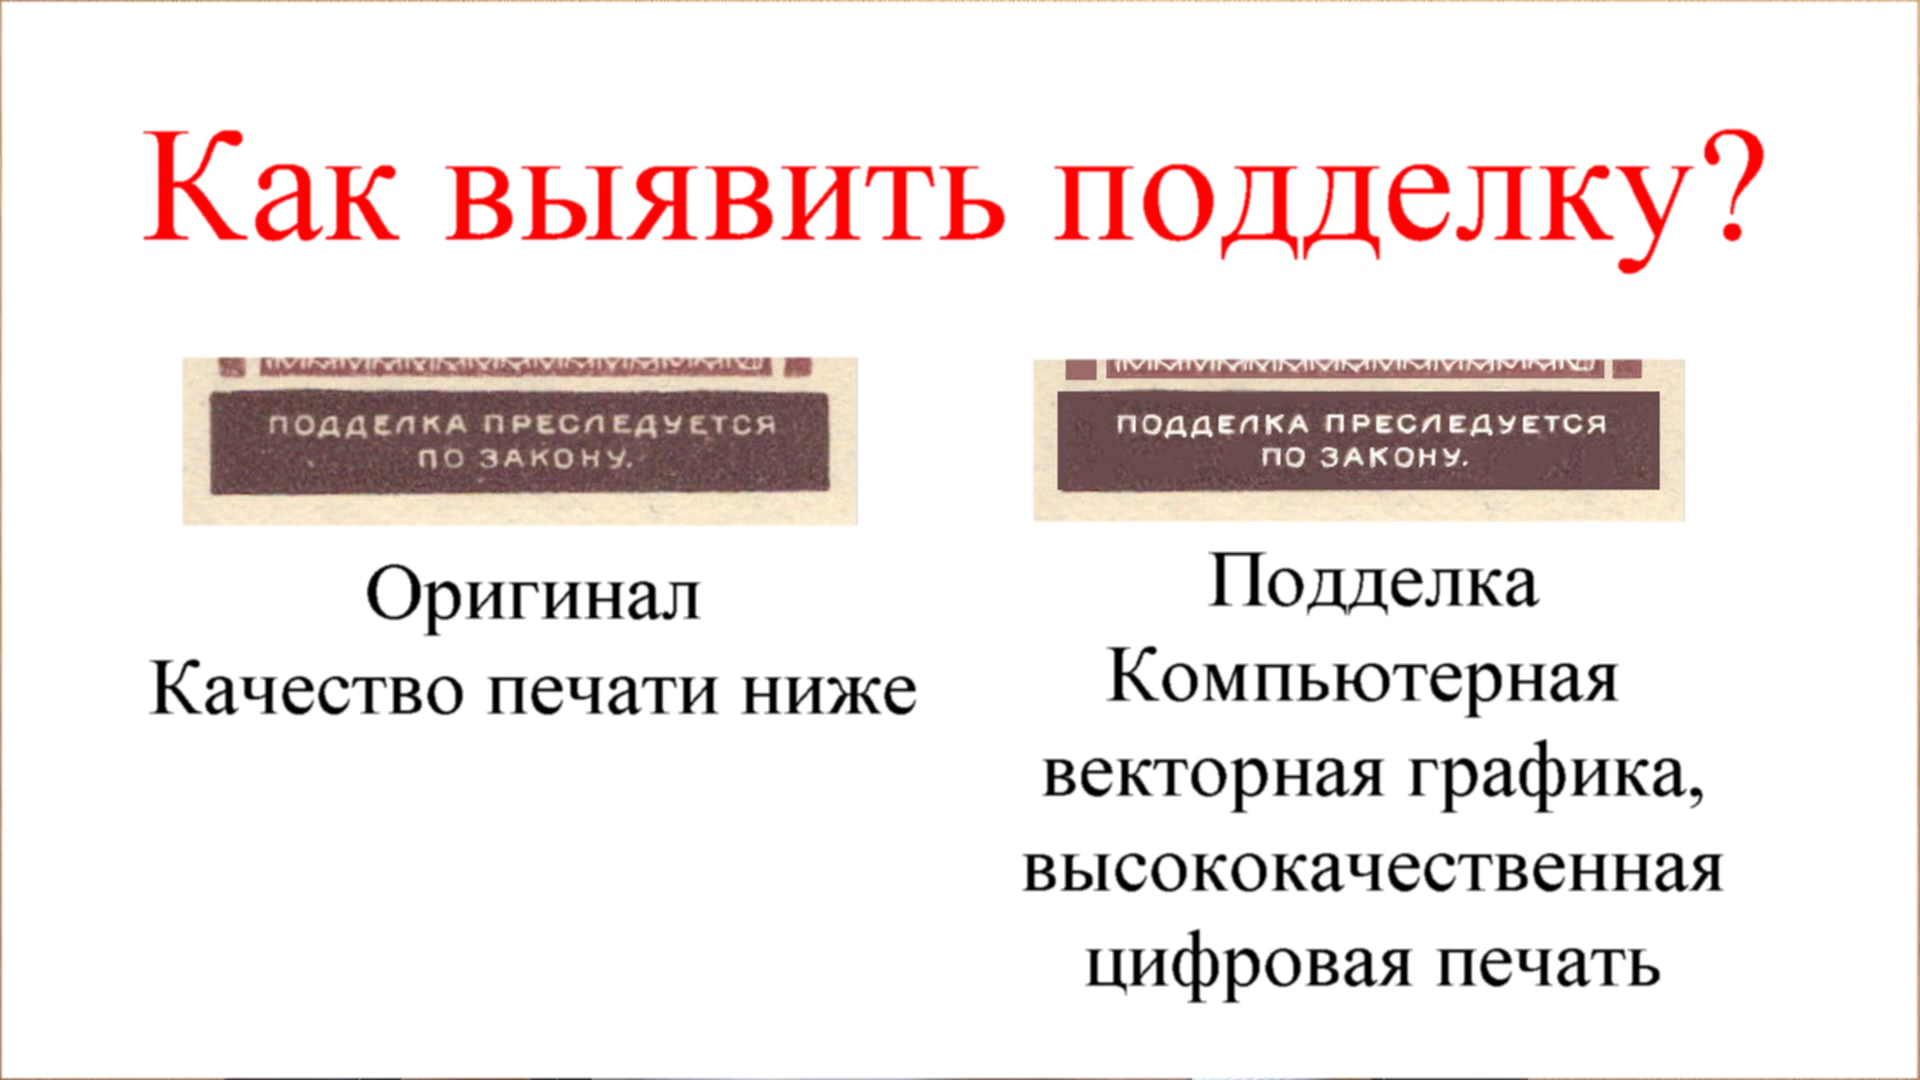 Как выявить подделку?
ПОДДЕЛКА ПРЕСЛЕДУЕТСЯ
ПО ЗАКОНУ.
Оригинал
Качество печати ниже
ПОДДЕЛКА ПРЕСЛЕДУЕТСЯ
ПО ЗАКОНУ.
Подделка
Компьютерная
векторная графика,
высококачественная
цифровая печать